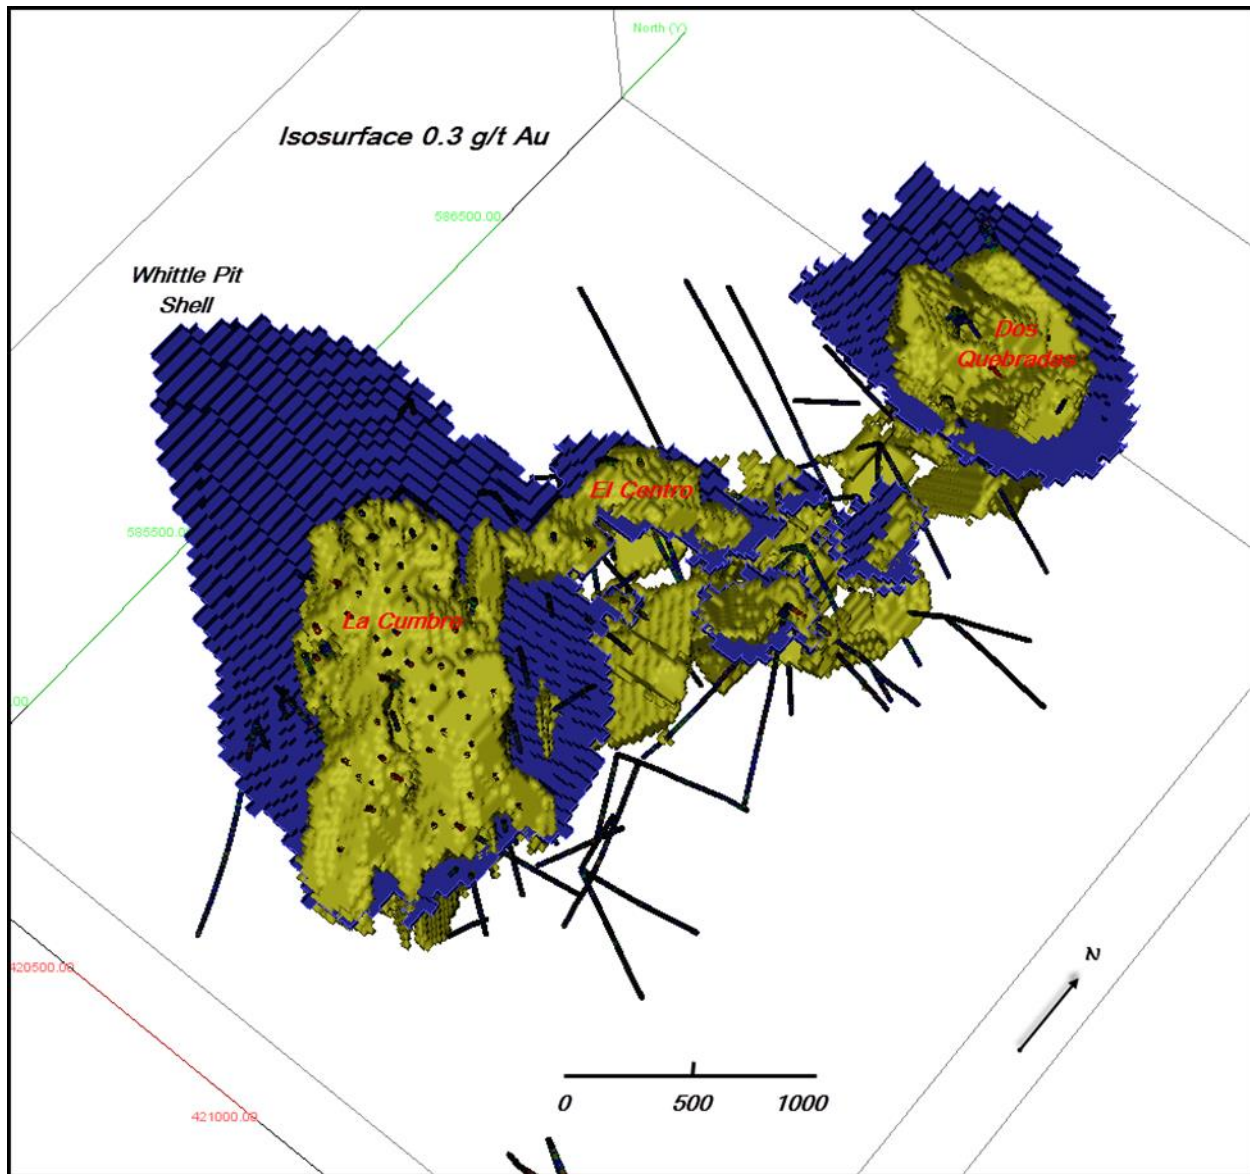 North (Y)
Isosurface 0.3 g/t Au
586500.00
Whittle Pit
Shell
Dos
Quebradas
El Centro
585500.00
La Cumbre
.00
N
420500.00
421000.00
0 500 1000